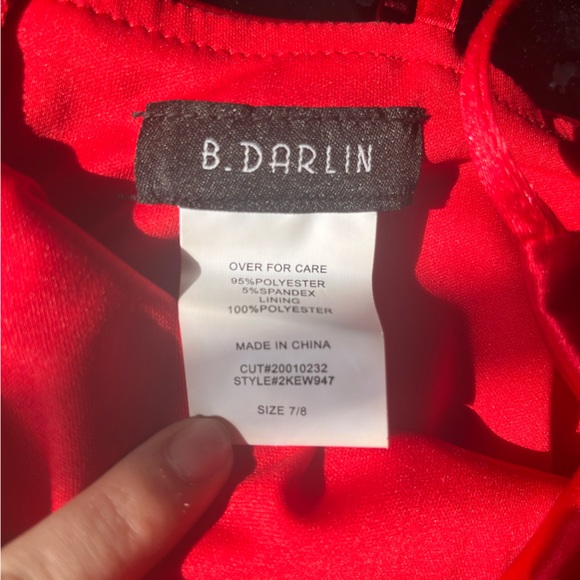 B.DARLIN
OVER FOR CARE
95%POLYESTER
5%SPANDEX
LINING
100%POLYESTER
MADE IN CHINA
CUT#20010232
STYLE#2KEW947
SIZE 7/8